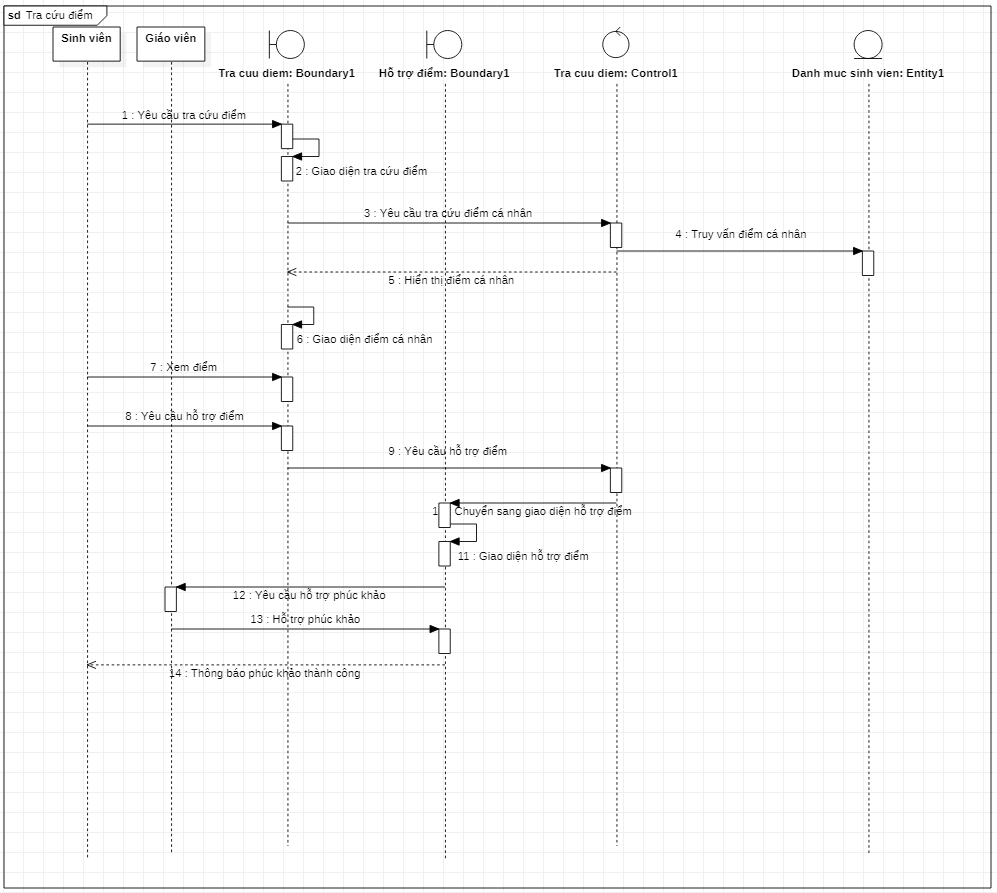 sd Tra cứu điểm
Sinh viên
Giáo viên
Tra cuu diem: Boundary1
Hỗ trợ điểm: Boundary1
Tra cuu diem: Control1
Danh muc sinh vien: Entity1
1 : Yêu cầu tra cứu điểm
2 : Giao diện tra cứu điểm
3 : Yêu cầu tra cứu điểm cá nhân
4 : Truy vấn điểm cá nhân
5 : Hiển thị điểm cá nhân
6 : Giao diện điểm cá nhân
7 : Xem điểm
8 : Yêu cầu hỗ trợ điểm
9 : Yêu cầu hỗ trợ điểm
1 Chuyển sang giao diện hỗ trợ điểm
11 : Giao diện hỗ trợ điểm
12 : Yêu cầu hỗ trợ phúc khảo
13 : Hỗ trợ phúc khảo
14 : Thông báo phúc khảo thành công